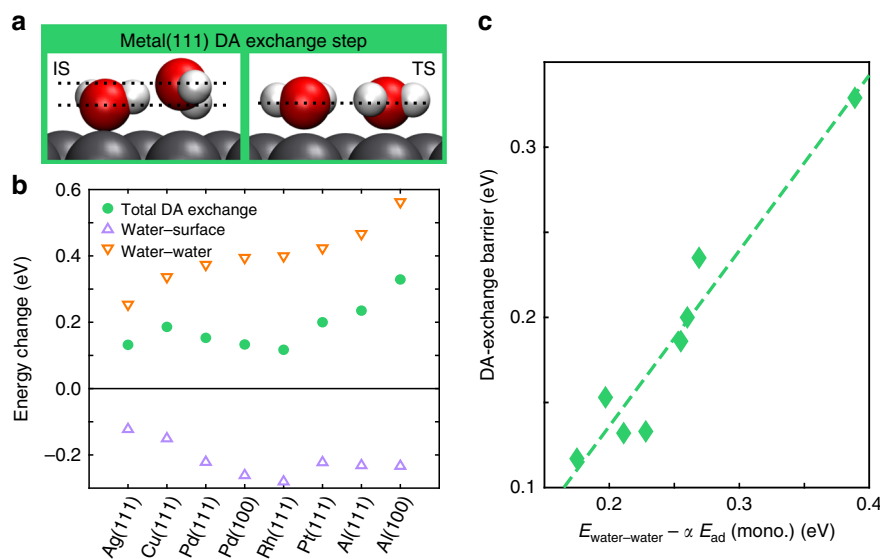 a
Metal(111) DA exchange step
IS
TS
b
0.6
0.4
0.2
0.0
–0.2
Energy change (eV)
Total DA exchange
Water–surface
Water–water
Ag(111)
Cu(111)
Pd(111)
Pd(100)
Rh(111)
Pt(111)
Al(111)
Al(100)
c
0.3
0.2
0.1
DA-exchange barrier (eV)
0.2
0.3
0.4
E water–water – α E ad (mono.) (eV)